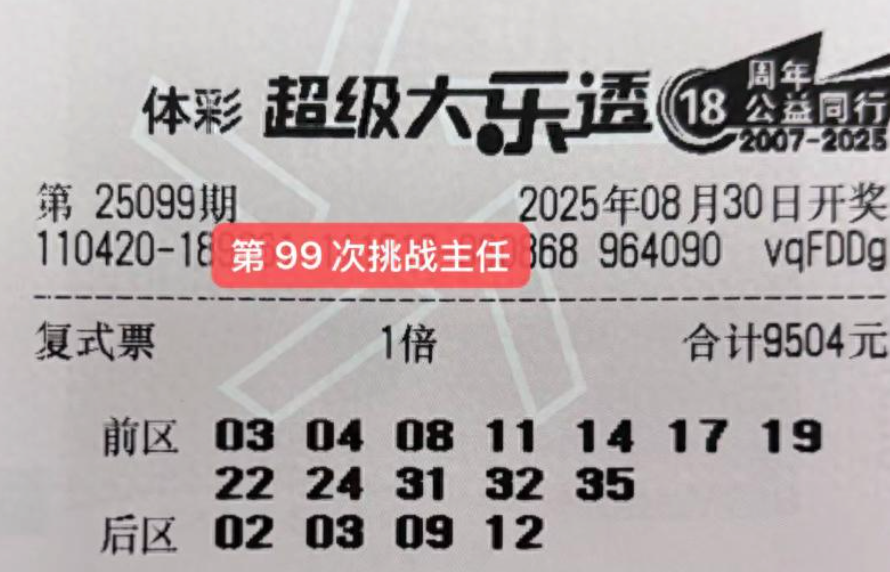 体彩 超级大乐透 18 周年
公益同行
2007-2025
第 25099期 2025年08月30日开奖
110420-18 868 964090 vqFDDg
第 99 次挑战主任
复式票 1倍 合计9504元
前区 03 04 08 11 14 17 19
22 24 31 32 35
后区 02 03 09 12